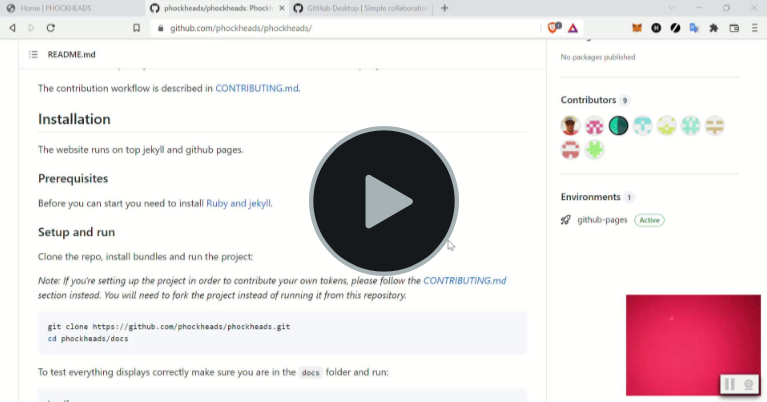 Home | PHOCKHEADS
phockheads/phockheads: Phockh
GitHub Desktop | Simple collaboration
github.com/phockheads/phockheads/
README.md
No packages published
The contribution workflow is described in CONTRIBUTING.md.
Contributors 9
Installation
The website runs on top jekyll and github pages.
Prerequisites
Before you can start you need to install Ruby and jekyll.
Environments 1
github-pages Active
Setup and run
Clone the repo, install bundles and run the project:
Note: If you're setting up the project in order to contribute your own tokens, please follow the CONTRIBUTING.md
section instead. You will need to fork the project instead of running it from this repository.
git clone https://github.com/phockheads/phockheads.git
cd phockheads/docs
To test everything displays correctly make sure you are in the docs folder and run: